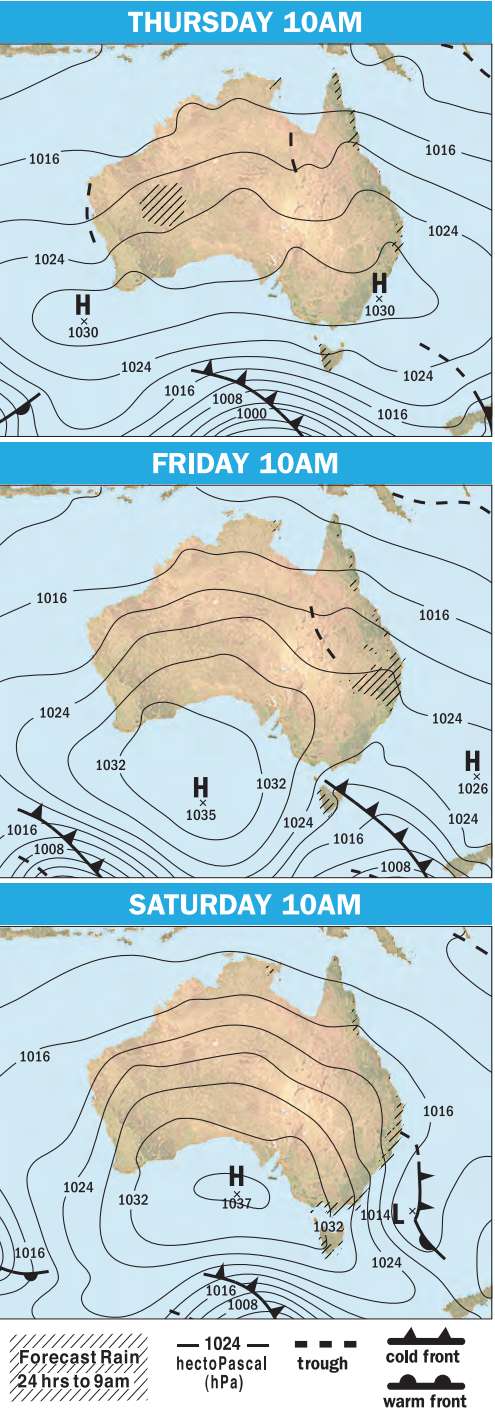 THURSDAY 10AM
1016
1016
1024
1024
H
1030
H
1030
1024
1024
1016
1008
1016
1000
FRIDAY 10AM
1016
1016
1024
1024
H
1026
1032
1032
H
1035
1024
1024
1016
1016
1008
1008
SATURDAY 10AM
1016
1016
H
1037
1024
1032
1032
1014
L
1016
1024
1016
1008
Forecast Rain
24 hrs to 9am
1024
hectoPascal
(hPa)
trough
cold front
warm front